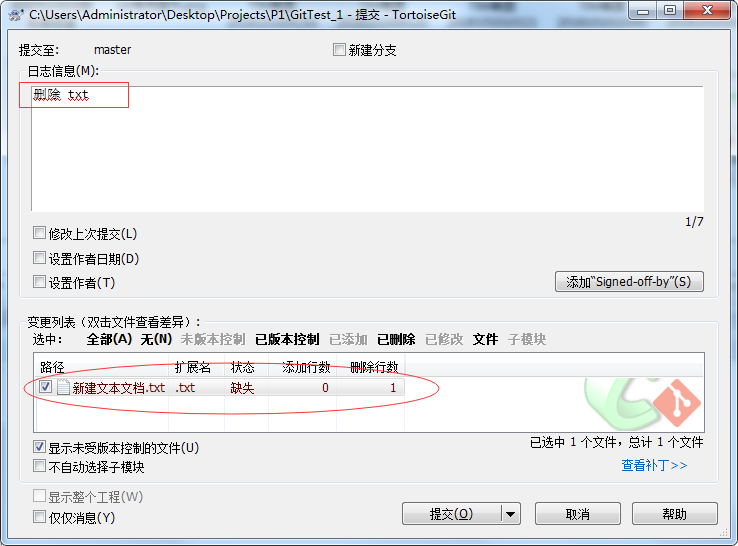 C:\Users\Administrator\Desktop\Projects\P1\GitTest_1 - 提交 - TortoiseGit
提交至: master 新建分支
日志信息(M):
删除 txt
1/7
修改上次提交(L)
设置作者日期(D)
设置作者(T) 添加“Signed-off-by”(S)
变更列表（双击文件查看差异）:
选中: 全部(A) 无(N) 未版本控制 已版本控制 已添加 已删除 已修改 文件 子模块
路径 扩展名 状态 添加行数 删除行数
新建文本文档.txt .txt 缺失 0 1
显示未受版本控制的文件(U) 已选中 1 个文件，总计 1 个文件
不自动选择子模块 查看补丁>>
显示整个工程(W)
仅仅消息(Y) 提交(O) 取消 帮助